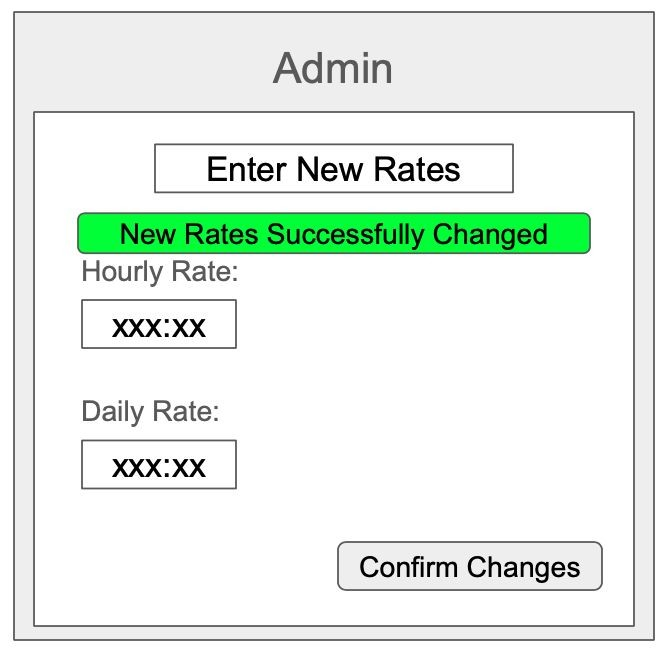 Admin
Enter New Rates
New Rates Successfully Changed
Hourly Rate:
xxx:xx
Daily Rate:
xxx:xx
Confirm Changes